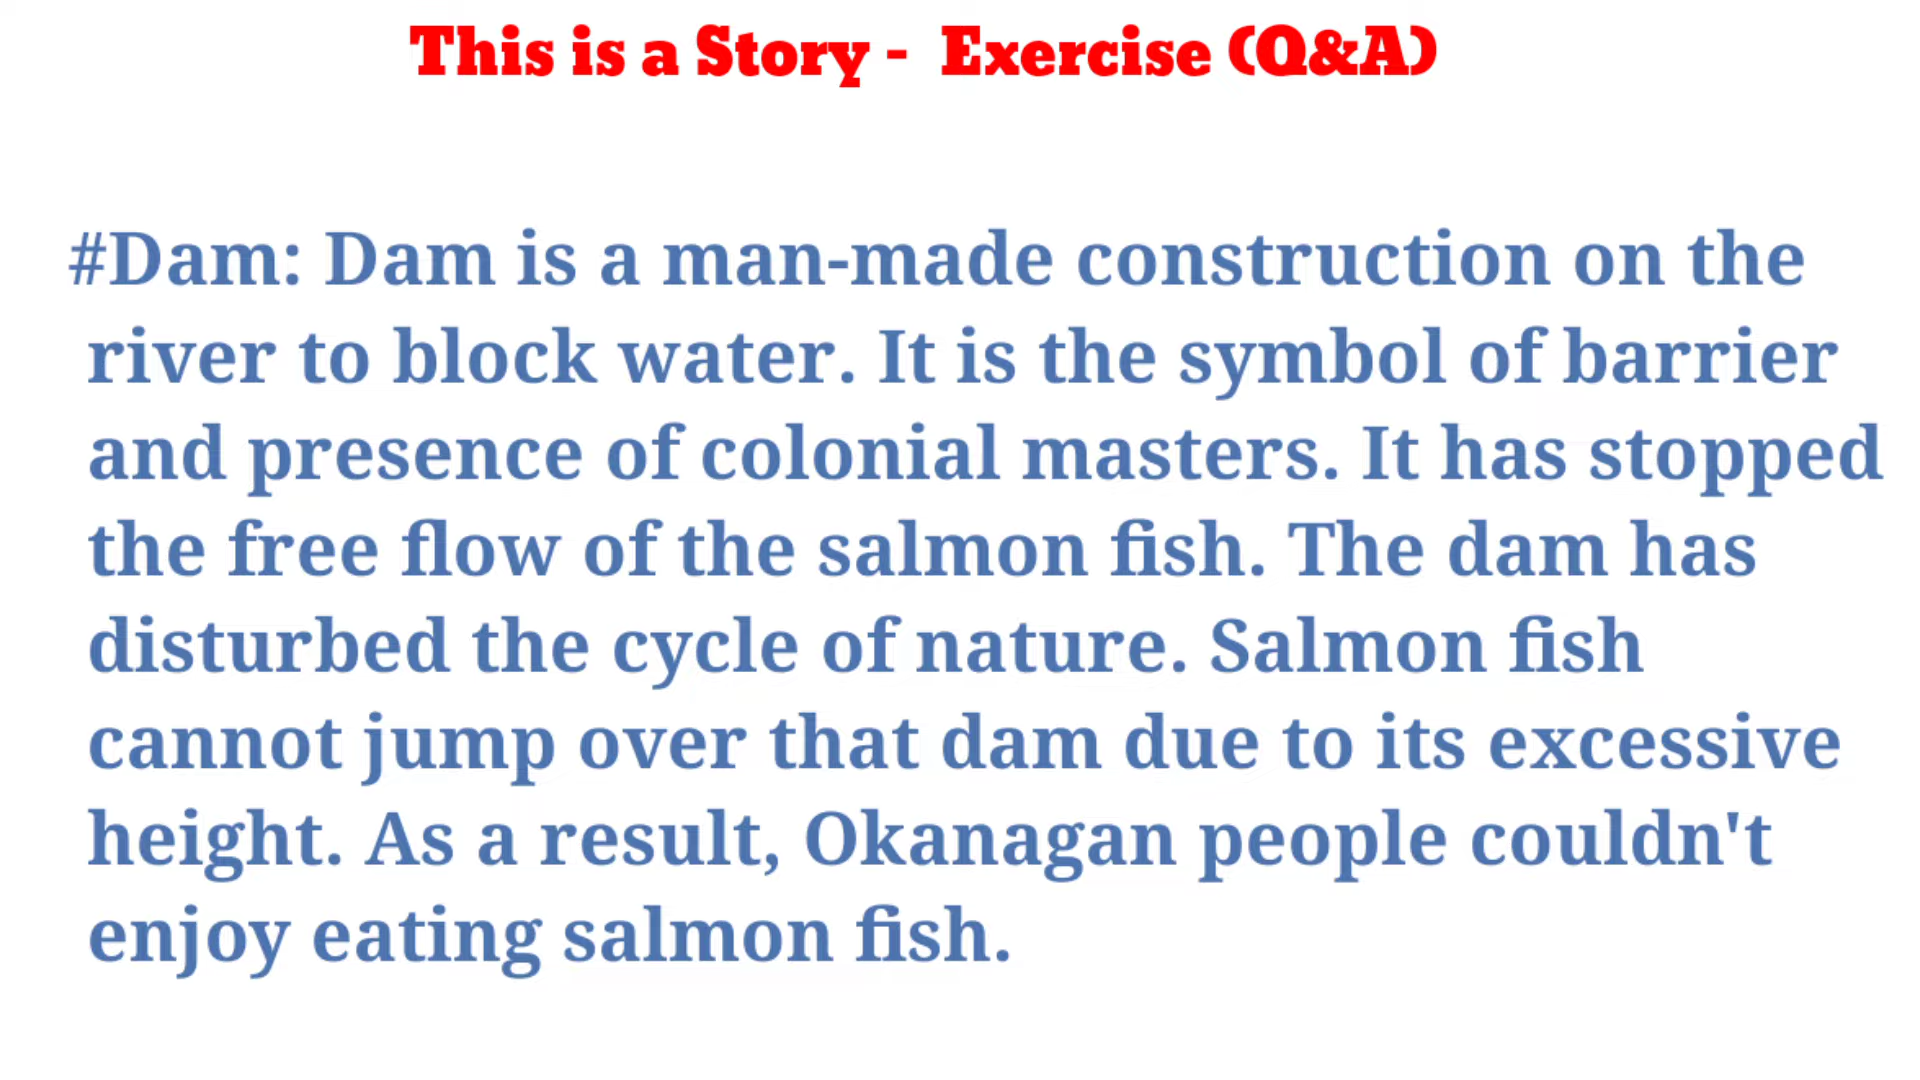 This is a Story - Exercise (Q&A)
#Dam: Dam is a man-made construction on the
river to block water. It is the symbol of barrier
and presence of colonial masters. It has stopped
the free flow of the salmon fish. The dam has
disturbed the cycle of nature. Salmon fish
cannot jump over that dam due to its excessive
height. As a result, Okanagan people couldn't
enjoy eating salmon fish.